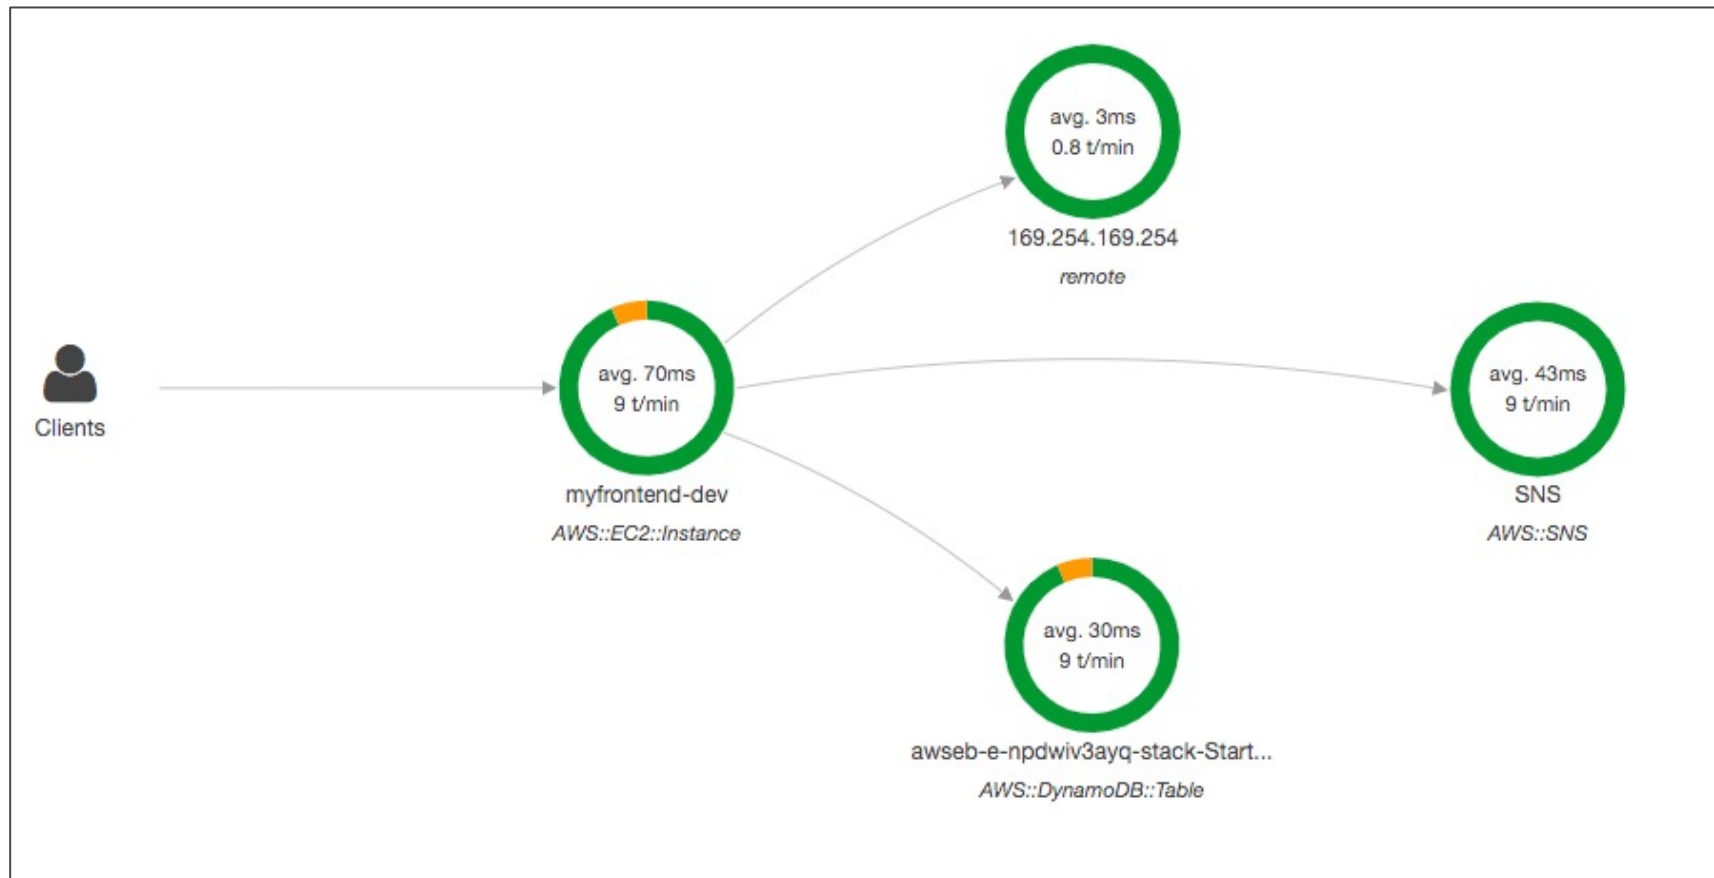 avg. 3ms
0.8 t/min
169.254.169.254
remote
Clients
avg. 70ms
9 t/min
myfrontend-dev
AWS::EC2::Instance
avg. 43ms
9 t/min
SNS
AWS::SNS
avg. 30ms
9 t/min
awseb-e-npdwiv3ayq-stack-Start...
AWS::DynamoDB::Table